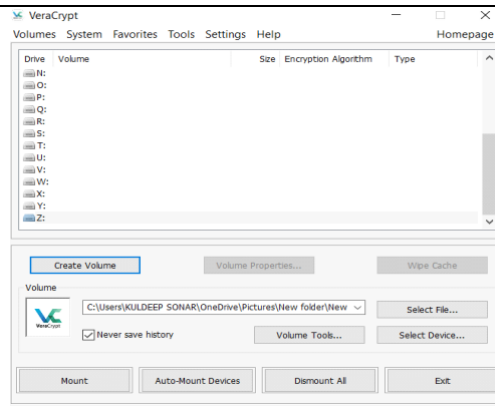 VeraCrypt
Volumes System Favorites Tools Settings Help Homepage
Drive Volume Size Encryption Algorithm Type
N:
O:
P:
Q:
R:
S:
T:
U:
V:
W:
X:
Y:
Z:
Create Volume Volume Properties... Wipe Cache
Volume
C:\Users\KULDEEP SONAR\OneDrive\Pictures\New folder\New Select File...
VeraCrypt
Never save history Volume Tools... Select Device...
Mount Auto-Mount Devices Dismount All Exit